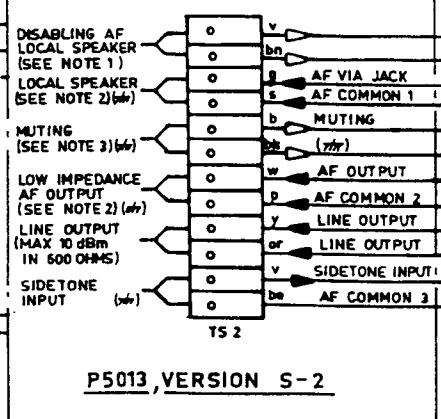 DISABLING AF
LOCAL SPEAKER
(SEE NOTE 1)
LOCAL SPEAKER
(SEE NOTE 2)
MUTING
(SEE NOTE 3)
LOW IMPEDANCE
AF OUTPUT
(SEE NOTE 2)
LINE OUTPUT
(MAX 10 dBm
IN 600 OHMS)
SIDETONE
INPUT
v
bn
g AF VIA JACK
s AF COMMON 1
b MUTING
bk
w AF OUTPUT
p AF COMMON 2
y LINE OUTPUT
or LINE OUTPUT
v SIDETONE INPUT
be AF COMMON 3
TS 2
P5013, VERSION S-2